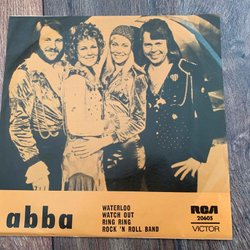 abba
WATERLOO
WATCH OUT
RING RING
ROCK 'N ROLL BAND
RCA
20605
VICTOR